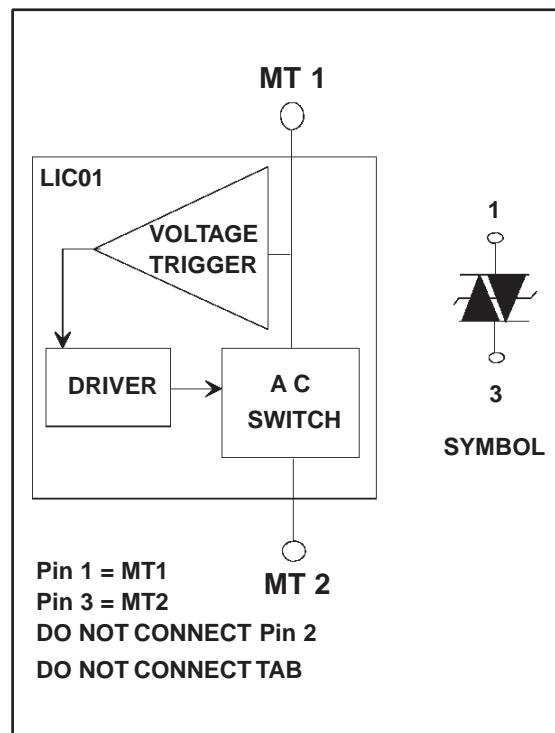 MT 1
LIC01
VOLTAGE
TRIGGER
DRIVER
A C
SWITCH
MT 2
1
3
SYMBOL
Pin 1 = MT1
Pin 3 = MT2
DO NOT CONNECT Pin 2
DO NOT CONNECT TAB